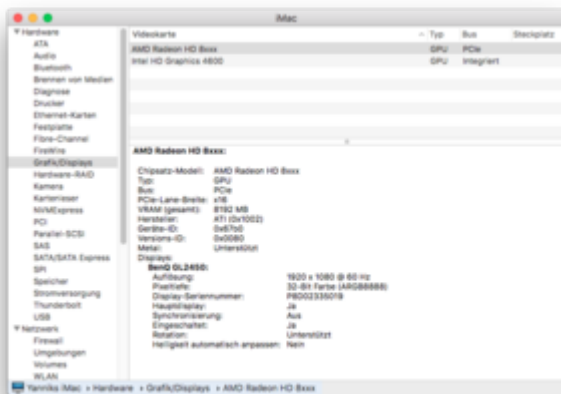 iMac
Hardware
ATA
Audio
Bluetooth
Brennen von Medien
Diagnose
Drucker
Ethernet-Karten
Festplatte
Fibre-Channel
FireWire
Grafik/Displays
Hardware-RAID
Kamera
Kartenleser
NVMExpress
PCI
Parallel-SCSI
SAS
SATA/SATA Express
SPI
Speicher
Stromversorgung
Thunderbolt
USB
Netzwerk
Firewall
Umgebungen
Volumes
WLAN
Videokarte Typ Bus Steckplatz
AMD Radeon HD 8xxx GPU PCIe
Intel HD Graphics 4600 GPU Integriert
AMD Radeon HD 8xxx:
Chipsatz-Modell: AMD Radeon HD 8xxx
Typ: GPU
Bus: PCIe
PCIe-Lane-Breite: x16
VRAM (gesamt): 8192 MB
Hersteller: ATI (0x1002)
Geräte-ID: 0x67b0
Versions-ID: 0x0080
Metal: Unterstützt
Displays:
BenQ GL2450:
Auflösung: 1920 x 1080 @ 60 Hz
Pixeltiefe: 32-Bit Farbe (ARGB8888)
Display-Seriennummer: P8D02335019
Hauptdisplay: Ja
Synchronisierung: Aus
Eingeschaltet: Ja
Rotation: Unterstützt
Helligkeit automatisch anpassen: Nein
Yanniks iMac › Hardware › Grafik/Displays › AMD Radeon HD 8xxx